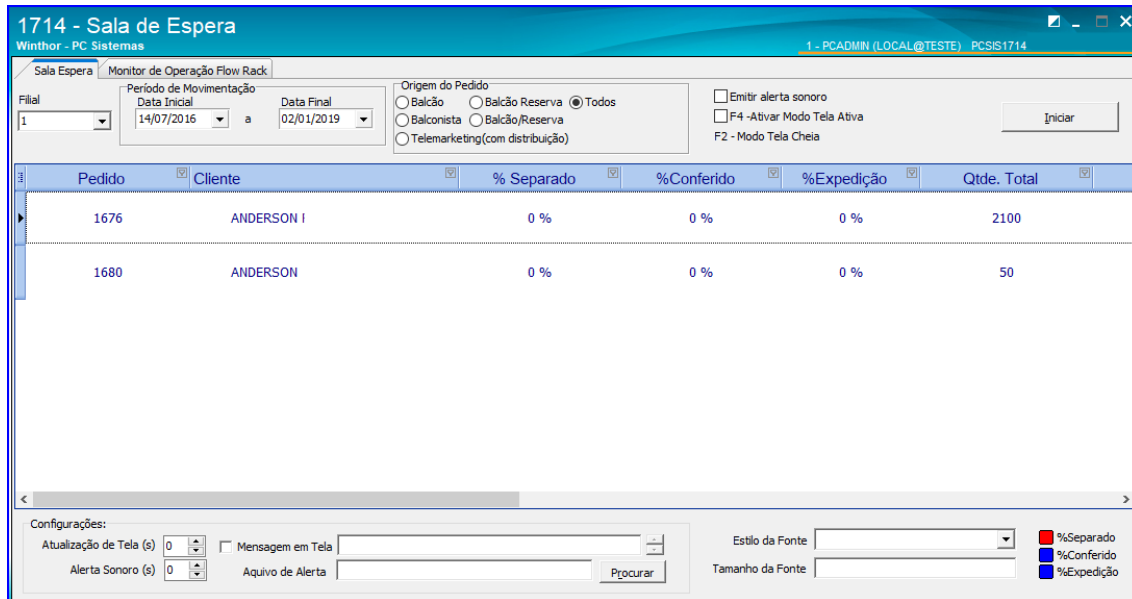 1714 - Sala de Espera
Winthor - PC Sistemas
1 - PCADMIN (LOCAL@TESTE) PCSIS1714
Sala Espera Monitor de Operação Flow Rack
Filial
1
Período de Movimentação
Data Inicial Data Final
14/07/2016 a 02/01/2019
Origem do Pedido
Balcão Balcão Reserva Todos
Balconista Balcão/Reserva
Telemarketing(com distribuição)
Emitir alerta sonoro
F4 -Ativar Modo Tela Ativa
F2 - Modo Tela Cheia
Iniciar
Pedido Cliente % Separado %Conferido %Expedição Qtde. Total
1676 ANDERSON 0 % 0 % 0 % 2100
1680 ANDERSON 0 % 0 % 0 % 50
Configurações:
Atualização de Tela (s) 0 Mensagem em Tela
Alerta Sonoro (s) 0 Aquivo de Alerta Procurar
Estilo da Fonte
Tamanho da Fonte
%Separado
%Conferido
%Expedição